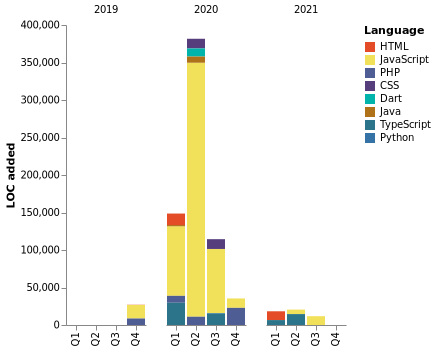 2019 2020 2021
400,000
350,000
300,000
250,000
200,000
150,000
100,000
50,000
0
LOC added
Q1 Q2 Q3 Q4 Q1 Q2 Q3 Q4 Q1 Q2 Q3 Q4
Language
HTML
JavaScript
PHP
CSS
Dart
Java
TypeScript
Python